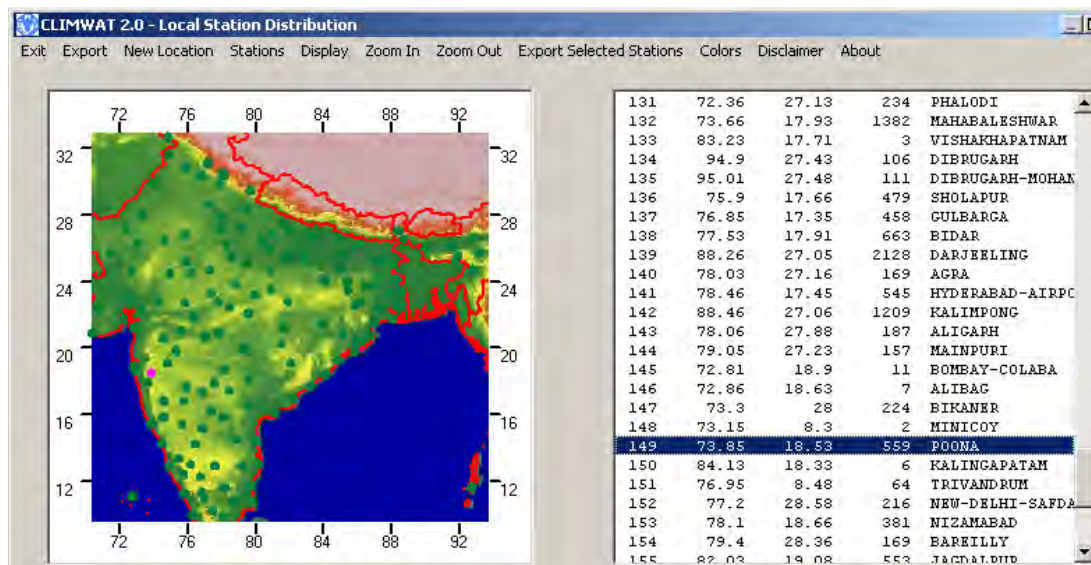 CLIMWAT 2.0 - Local Station Distribution
Exit Export New Location Stations Display Zoom In Zoom Out Export Selected Stations Colors Disclaimer About
72 76 80 84 88 92
32 32
28 28
24 24
20 20
16 16
12 12
72 76 80 84 88 92
131 72.36 27.13 234 PHALODI
132 73.66 17.93 1382 MAHABALESHWAR
133 83.23 17.71 3 VISHAKHAPATNAM
134 94.9 27.43 106 DIBRUGARH
135 95.01 27.48 111 DIBRUGARH-MOHAN
136 75.9 17.66 479 SHOLAPUR
137 76.85 17.35 458 GULBARGA
138 77.53 17.91 663 BIDAR
139 88.26 27.05 2128 DARJEELING
140 78.03 27.16 169 AGRA
141 78.46 17.45 545 HYDERABAD-AIRPO
142 88.46 27.06 1209 KALIMPONG
143 78.06 27.88 187 ALIGARH
144 79.05 27.23 157 MAINPURI
145 72.81 18.9 11 BOMBAY-COLABA
146 72.86 18.63 7 ALIBAG
147 73.3 28 224 BIKANER
148 73.15 8.3 2 MINICOY
149 73.85 18.53 559 POONA
150 84.13 18.33 6 KALINGAPATAM
151 76.95 8.48 64 TRIVANDRUM
152 77.2 28.58 216 NEW-DELHI-SAFDA
153 78.1 18.66 381 NIZAMABAD
154 79.4 28.36 169 BAREILLY
155 82.03 19.08 553 JAGDALPUR